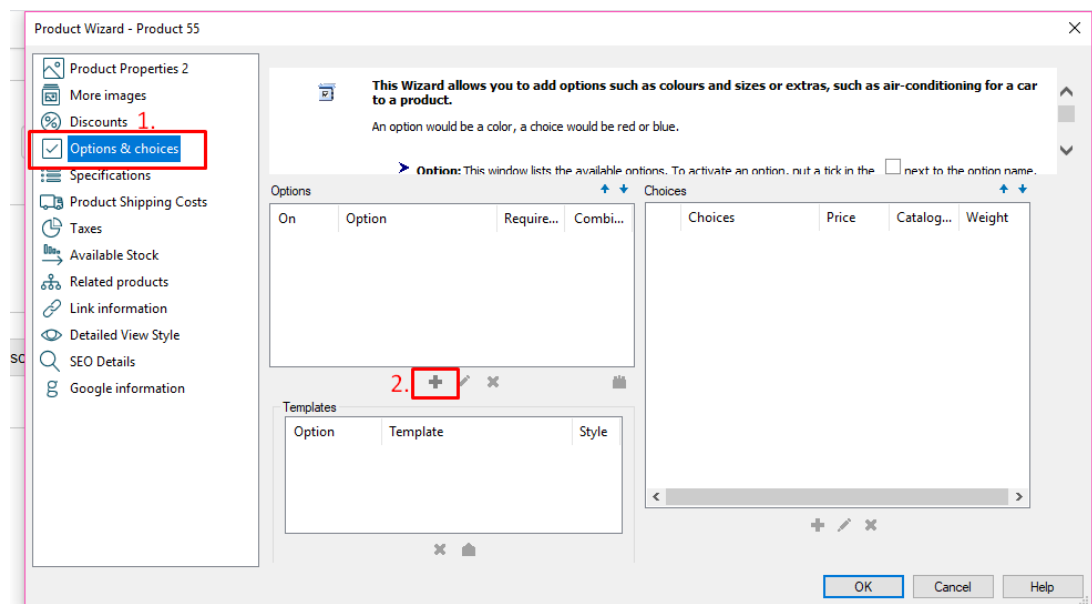 Product Wizard - Product 55
Product Properties 2
More images
Discounts 1.
Options & choices
Specifications
Product Shipping Costs
Taxes
Available Stock
Related products
Link information
Detailed View Style
SEO Details
Google information
This Wizard allows you to add options such as colours and sizes or extras, such as air-conditioning for a car
to a product.
An option would be a color, a choice would be red or blue.
Option: This window lists the available options. To activate an option, put a tick in the next to the option name.
Options
On Option Require... Combi...
2.
Templates
Option Template Style
Choices
Choices Price Catalog... Weight
OK Cancel Help